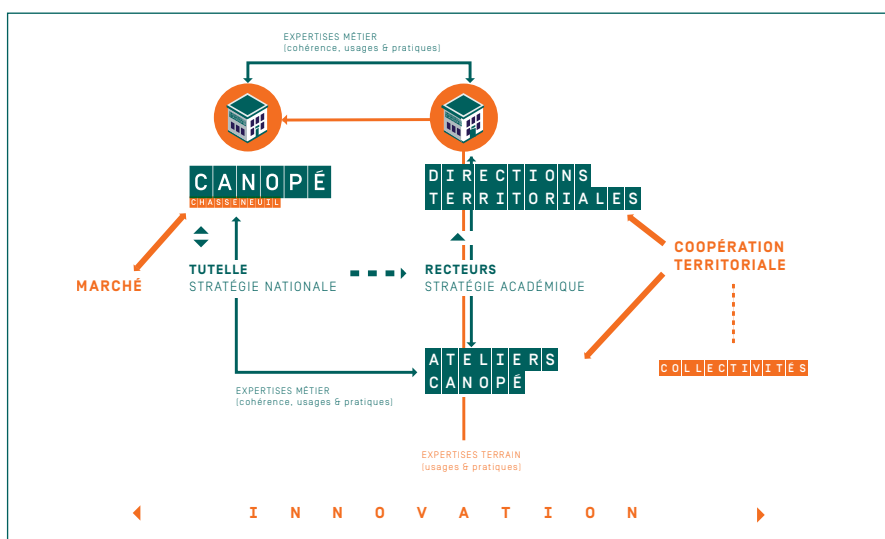 EXPERTISES MÉTIER
(cohérence, usages & pratiques)
CANOPÉ
CHASSENEUIL
DIRECTIONS
TERRITORIALES
MARCHÉ
TUTELLE
STRATÉGIE NATIONALE
RECTEURS
STRATÉGIE ACADÉMIQUE
COOPÉRATION
TERRITORIALE
ATELIERS
CANOPÉ
COLLECTIVITÉS
EXPERTISES MÉTIER
(cohérence, usages & pratiques)
EXPERTISES TERRAIN
(usages & pratiques)
INNOVATION